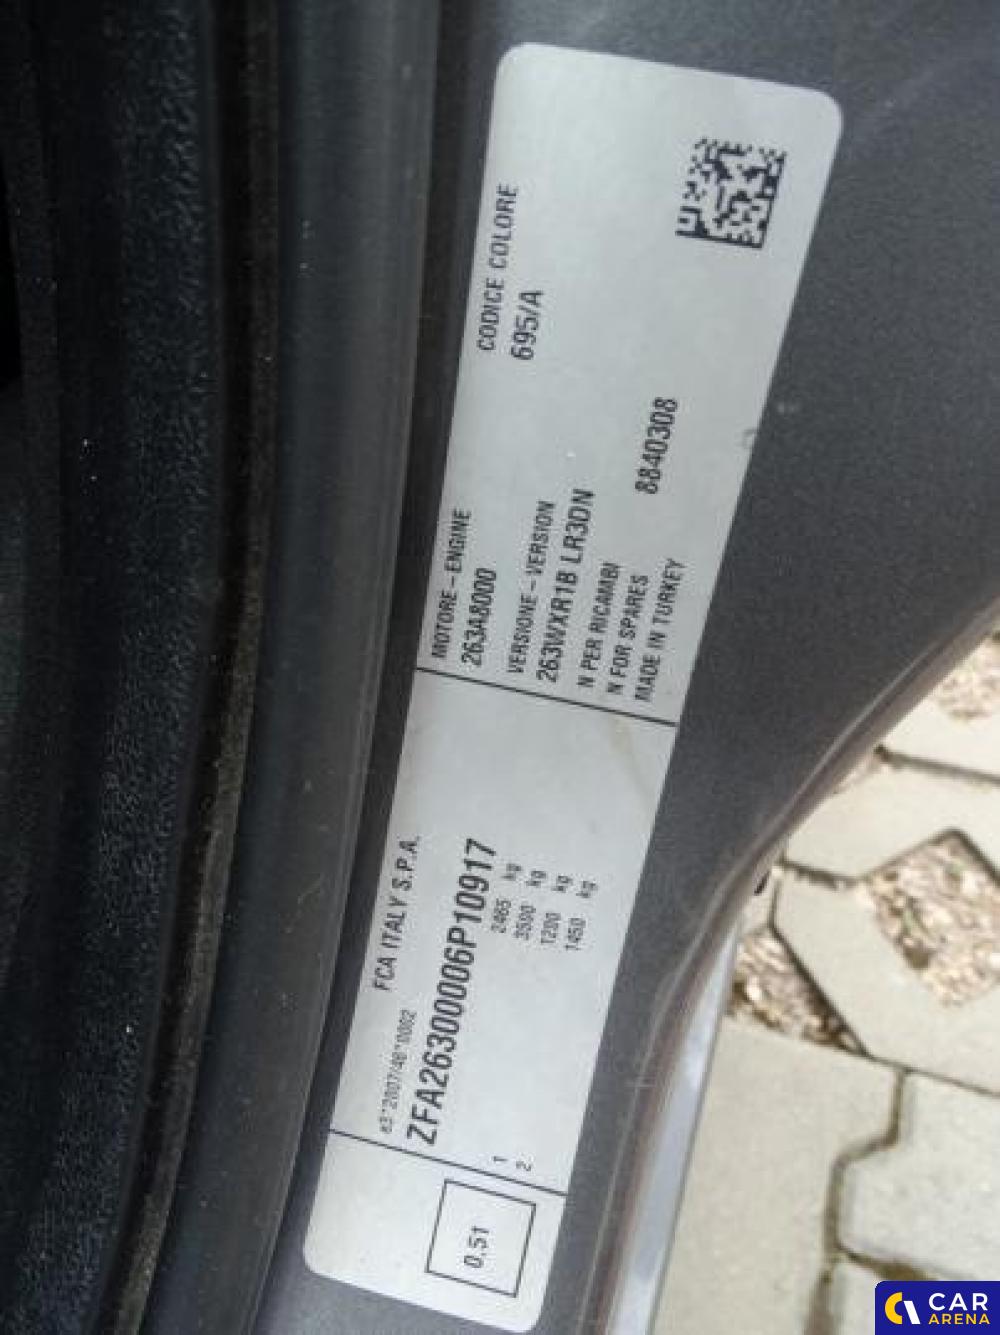 FCA ITALY S.P.A.
e3*2007/46*0002
ZFA26300006P10917
2465 kg
3500 kg
1 1200 kg
2 1450 kg
0.51
MOTORE - ENGINE
263A8000
CODICE COLORE
695/A
VERSIONE - VERSION
263WXR1B LR3DN
N PER RICAMBI
N FOR SPARES 8840308
MADE IN TURKEY
CAR
ARENA